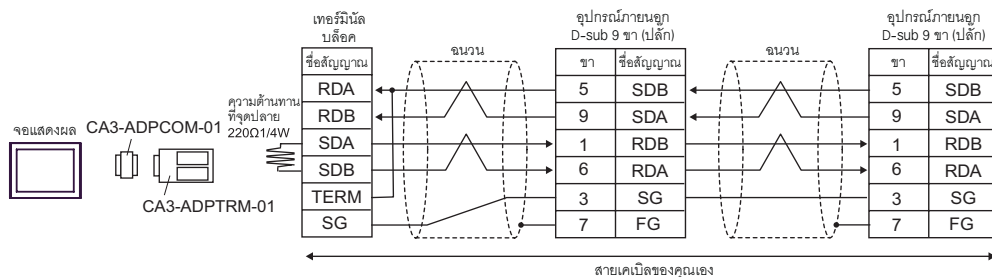 เทอร์มินัล
บล็อค
อุปกรณ์ภายนอก
D-sub 9 ขา (ปลั๊ก)
อุปกรณ์ภายนอก
D-sub 9 ขา (ปลั๊ก)
ชื่อสัญญาณ
ฉนวน
ขา ชื่อสัญญาณ
ฉนวน
ขา ชื่อสัญญาณ
RDA 5 SDB 5 SDB
RDB 9 SDA 9 SDA
SDA 1 RDB 1 RDB
SDB 6 RDA 6 RDA
TERM 3 SG 3 SG
SG 7 FG 7 FG
ความต้านทาน
ที่จุดปลาย
220Ω1/4W
จอแสดงผล
CA3-ADPCOM-01
CA3-ADPTRM-01
สายเคเบิลของคุณเอง